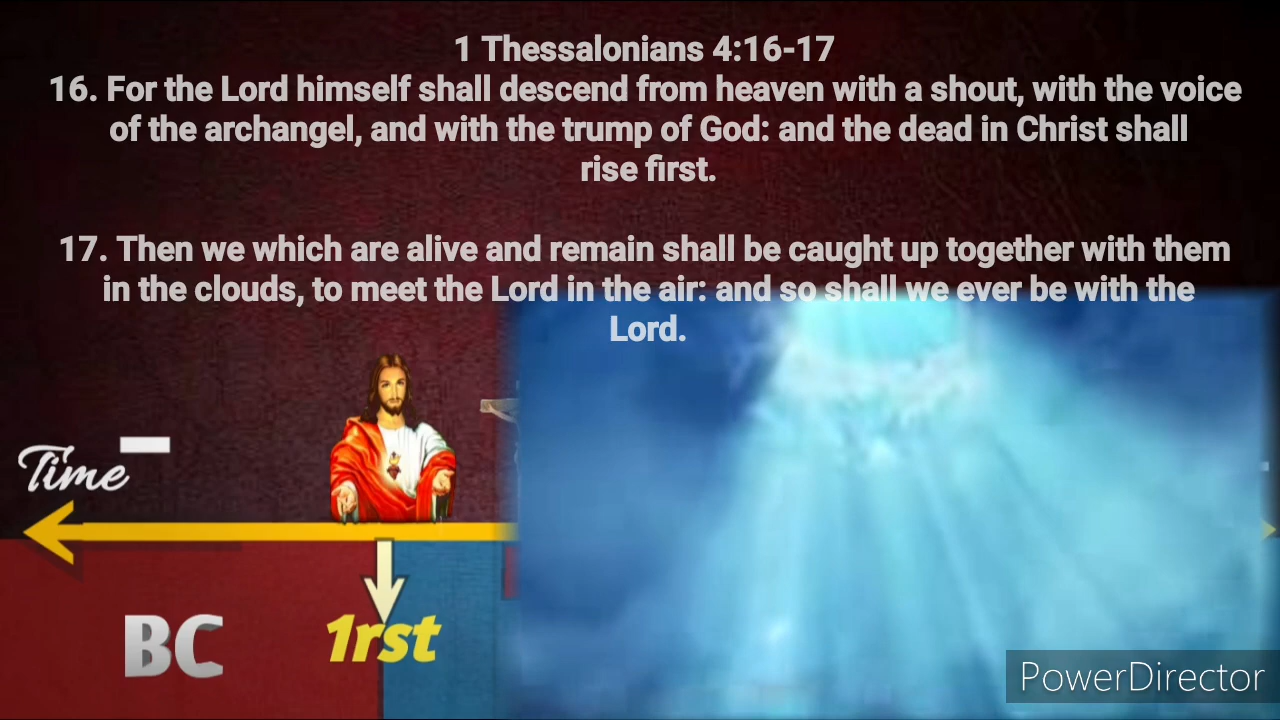 1 Thessalonians 4:16-17
16. For the Lord himself shall descend from heaven with a shout, with the voice
of the archangel, and with the trump of God: and the dead in Christ shall
rise first.
17. Then we which are alive and remain shall be caught up together with them
in the clouds, to meet the Lord in the air: and so shall we ever be with the
Lord.
Time
BC
1rst
PowerDirector